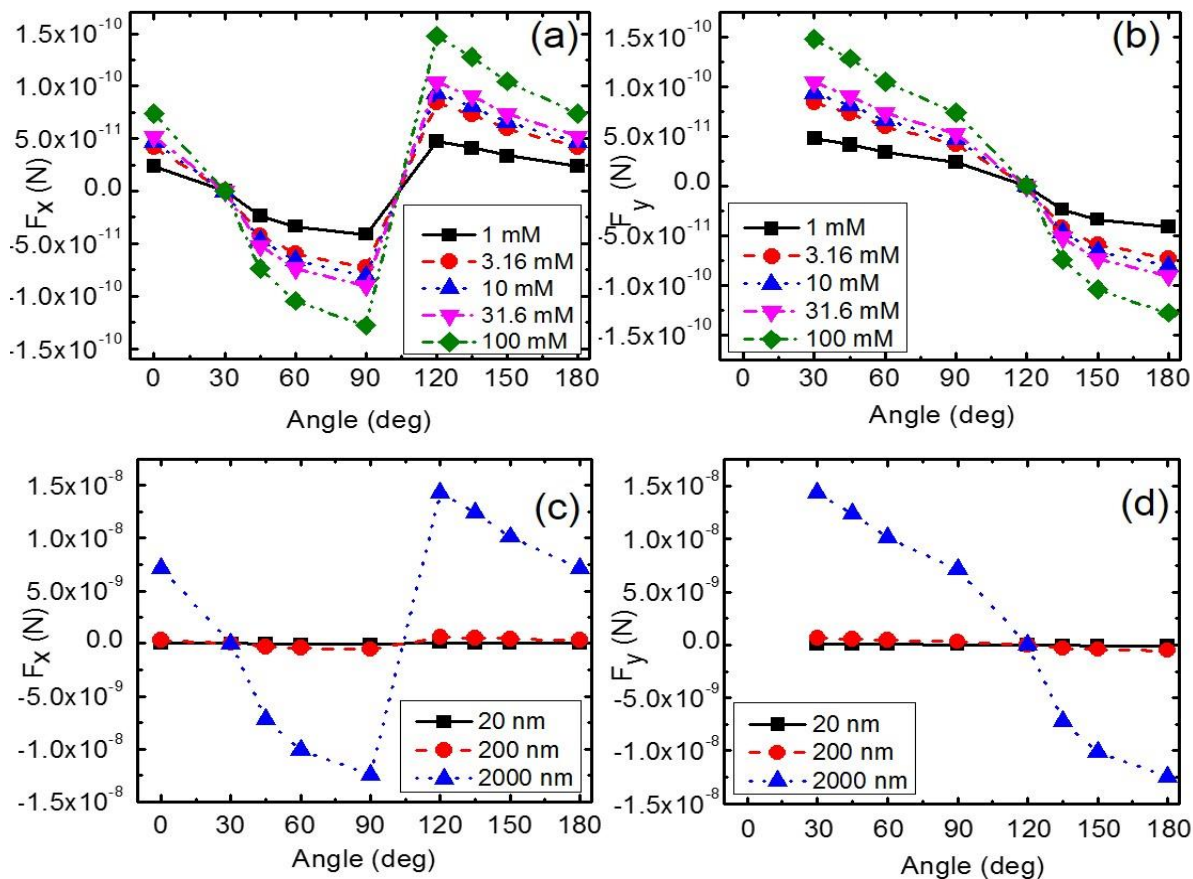 (a)
1.5x10⁻¹⁰
1.0x10⁻¹⁰
5.0x10⁻¹¹
0.0
-5.0x10⁻¹¹
-1.0x10⁻¹⁰
-1.5x10⁻¹⁰
Fx (N)
1 mM
3.16 mM
10 mM
31.6 mM
100 mM
0 30 60 90 120 150 180
Angle (deg)
(b)
1.5x10⁻¹⁰
1.0x10⁻¹⁰
5.0x10⁻¹¹
0.0
-5.0x10⁻¹¹
-1.0x10⁻¹⁰
-1.5x10⁻¹⁰
Fy (N)
1 mM
3.16 mM
10 mM
31.6 mM
100 mM
0 30 60 90 120 150 180
Angle (deg)
(c)
1.5x10⁻⁸
1.0x10⁻⁸
5.0x10⁻⁹
0.0
-5.0x10⁻⁹
-1.0x10⁻⁸
-1.5x10⁻⁸
Fx (N)
20 nm
200 nm
2000 nm
0 30 60 90 120 150 180
Angle (deg)
(d)
1.5x10⁻⁸
1.0x10⁻⁸
5.0x10⁻⁹
0.0
-5.0x10⁻⁹
-1.0x10⁻⁸
-1.5x10⁻⁸
Fy (N)
20 nm
200 nm
2000 nm
0 30 60 90 120 150 180
Angle (deg)